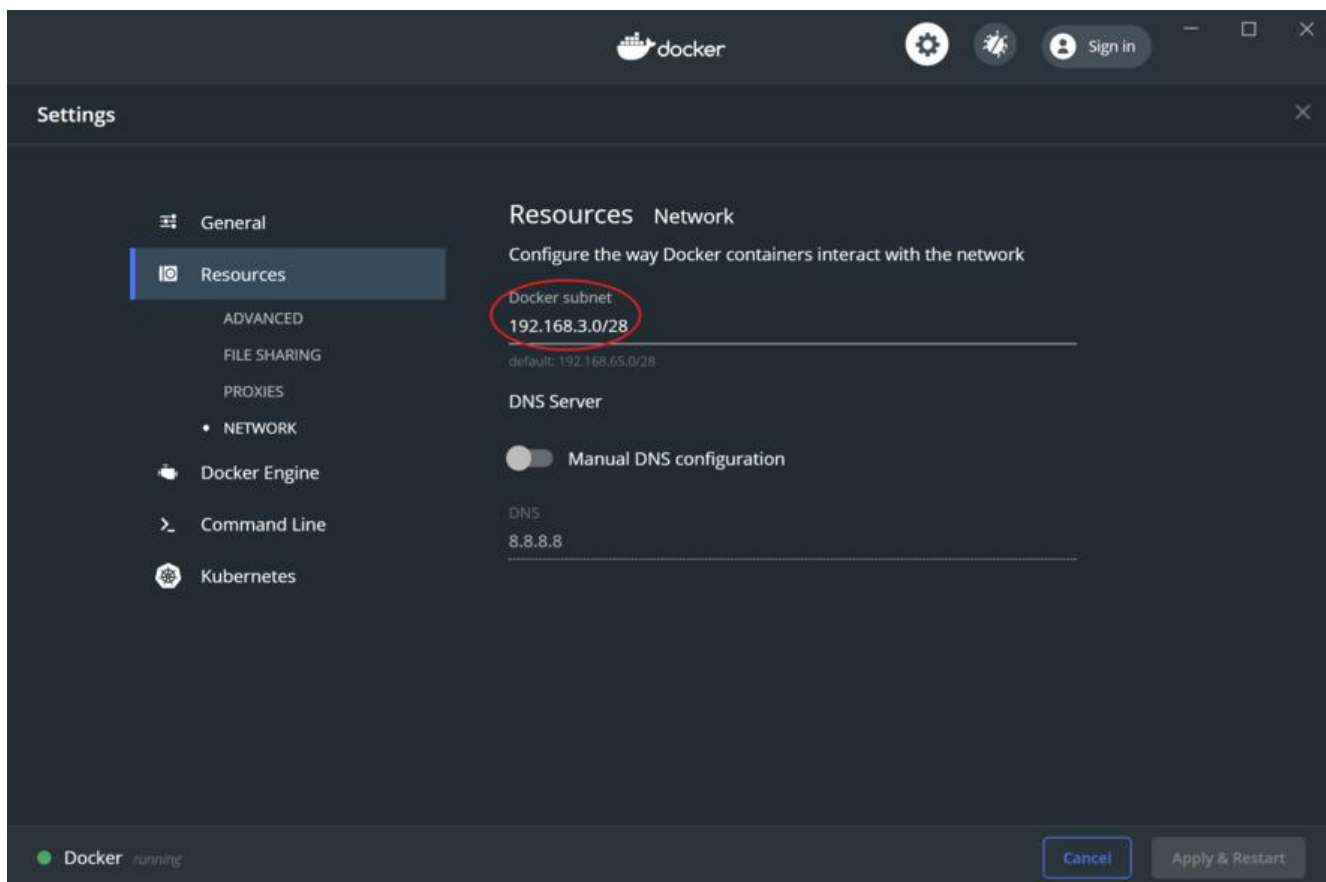 docker
Sign in
Settings
General
Resources
ADVANCED
FILE SHARING
PROXIES
NETWORK
Docker Engine
Command Line
Kubernetes
Resources Network
Configure the way Docker containers interact with the network
Docker subnet
192.168.3.0/28
default: 192.168.65.0/28
DNS Server
Manual DNS configuration
DNS
8.8.8.8
Docker running
Cancel
Apply & Restart